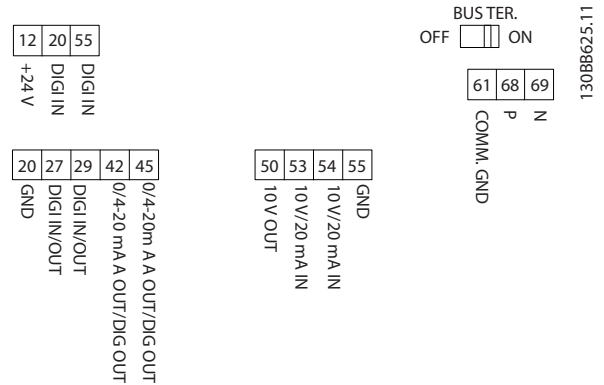 BUS TER.
OFF ON
130BB625.11
12 20 55
+24 V
DIGI IN
DIGI IN
61 68 69
COMM. GND
P
N
20 27 29 42 45
GND
DIGI IN/OUT
DIGI IN/OUT
0/4-20 mA A OUT/DIG OUT
0/4-20m A A OUT/DIG OUT
50 53 54 55
10 V OUT
10 V/20 mA IN
10 V/20 mA IN
GND